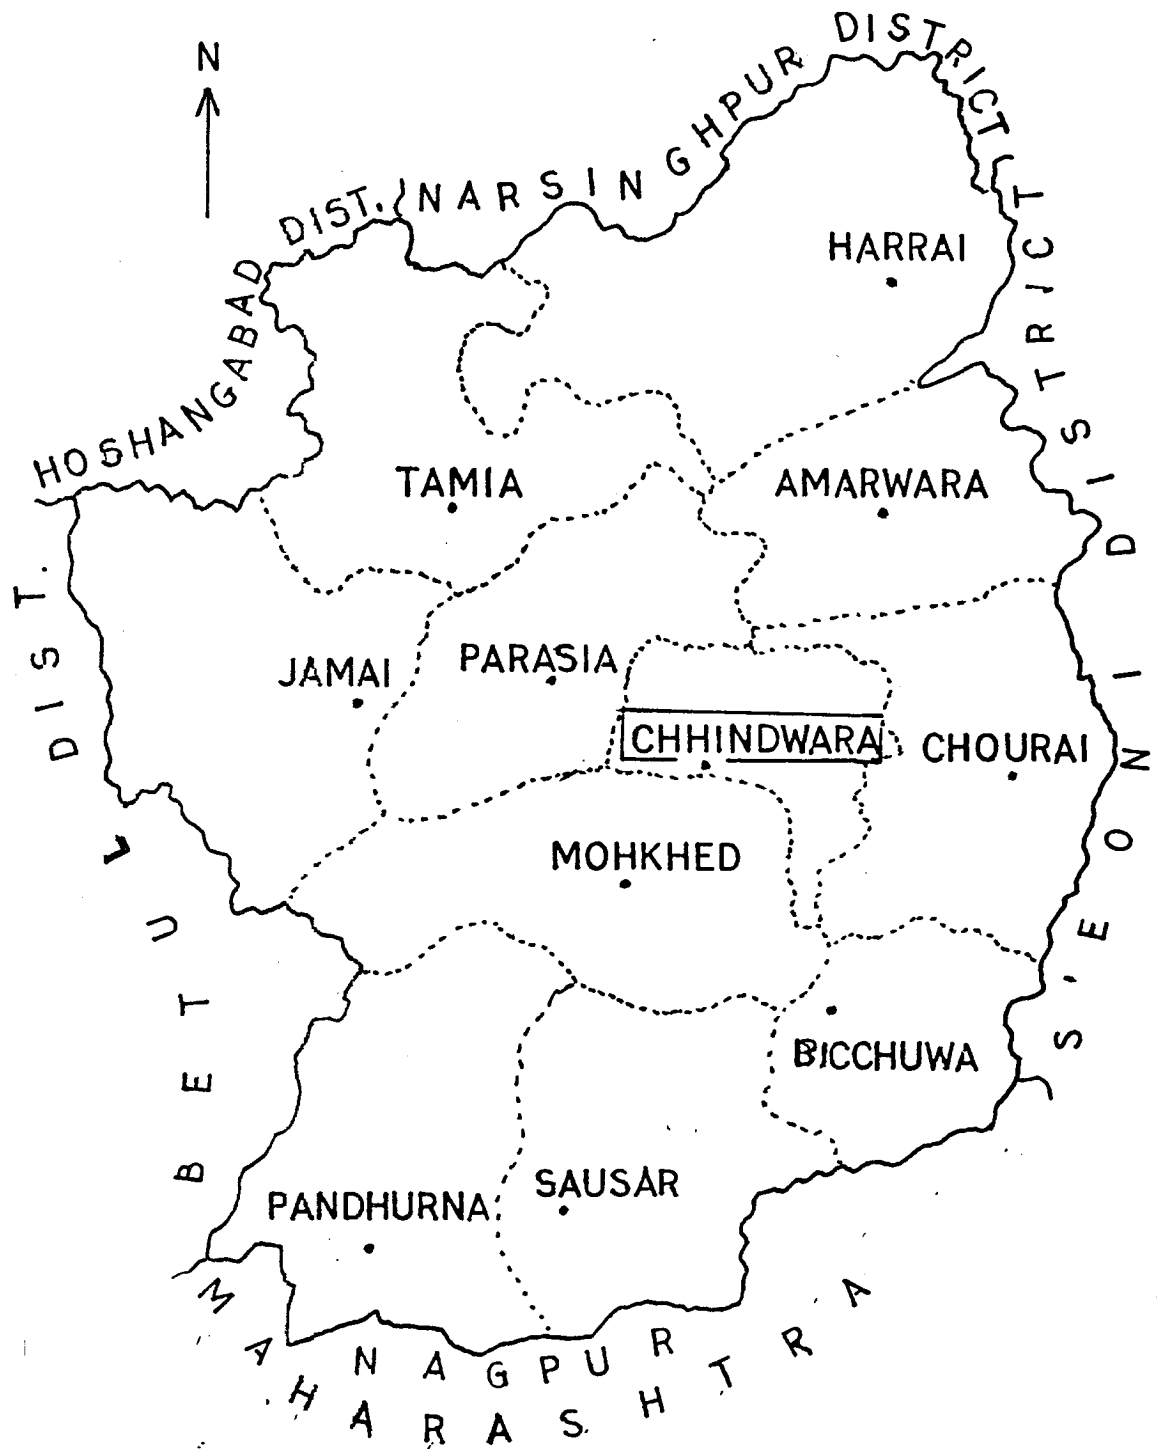 N
HOSHANGABAD DIST.
NARSINGHPUR DISTRICT
HARRAI
TAMIA
AMARWARA
JAMAI
PARASIA
CHHINDWARA
CHOURAI
MOHKHED
BICCHUWA
SAUSAR
PANDHURNA
BETUL DIST.
SEONI DISTRICT
NAGPUR
MAHARASHTRA